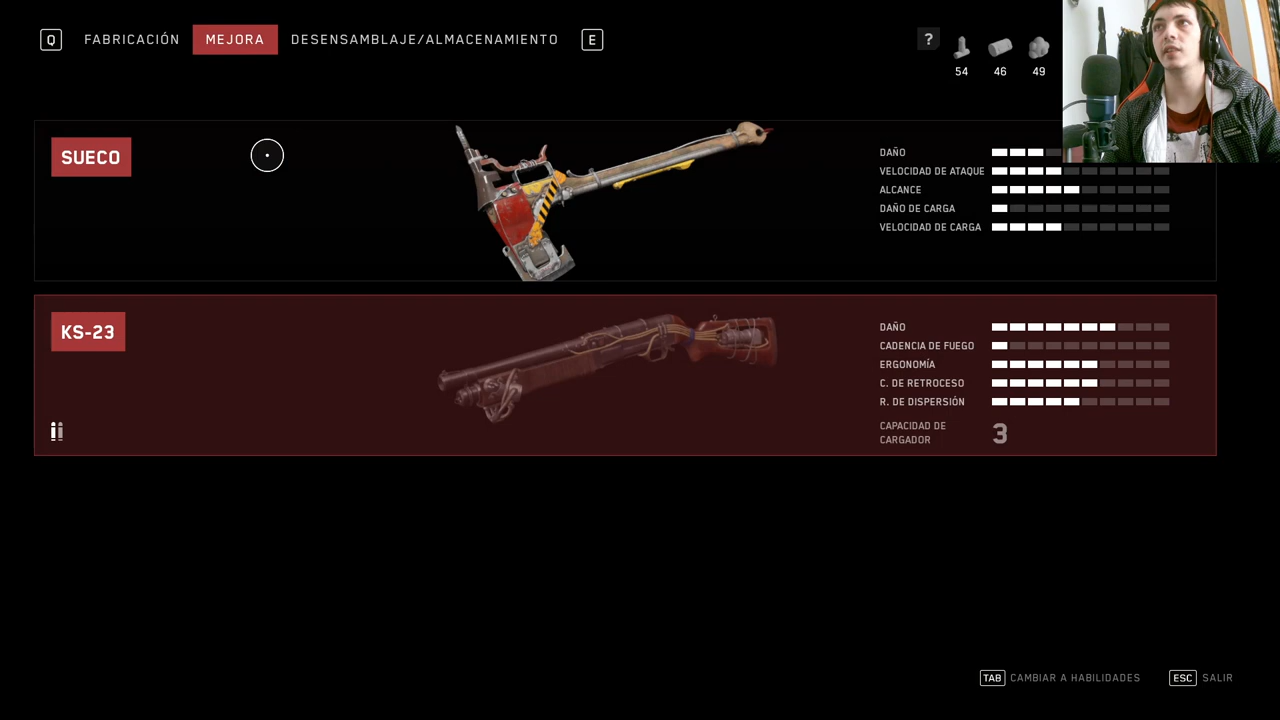 Q FABRICACIÓN MEJORA DESENSAMBLAJE/ALMACENAMIENTO E
?
54 46 49
SUECO
DAÑO
VELOCIDAD DE ATAQUE
ALCANCE
DAÑO DE CARGA
VELOCIDAD DE CARGA
KS-23
DAÑO
CADENCIA DE FUEGO
ERGONOMÍA
C. DE RETROCESO
R. DE DISPERSIÓN
CAPACIDAD DE
CARGADOR
3
TAB CAMBIAR A HABILIDADES ESC SALIR